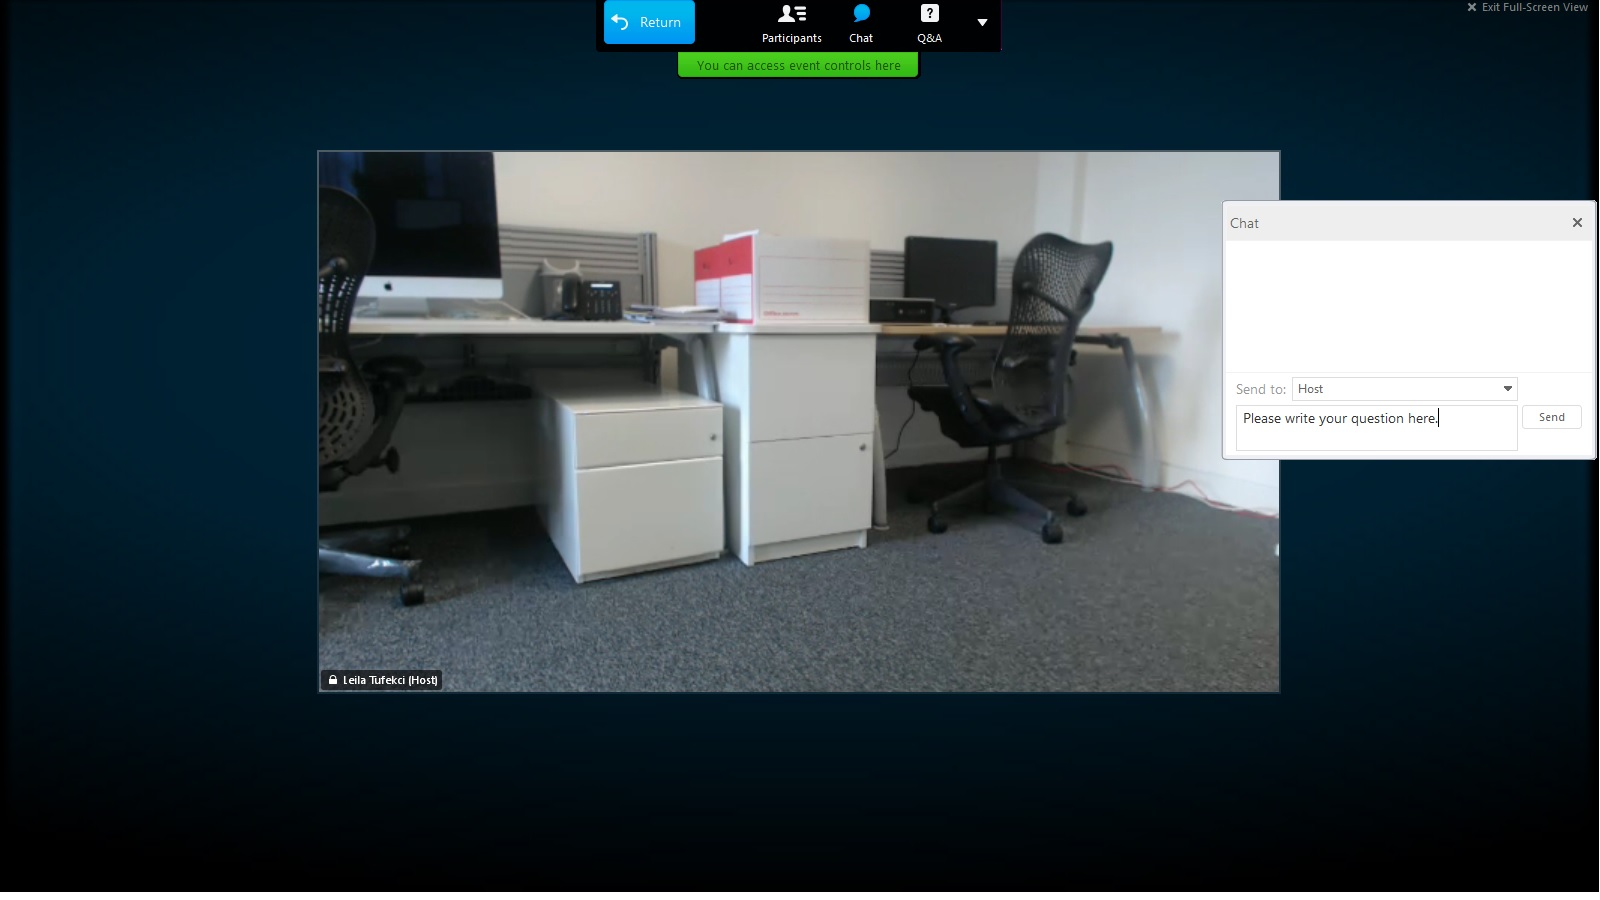 Exit Full-Screen View
Return
Participants
Chat
Q&A
You can access event controls here
Chat
Send to:
Host
Please write your question here.
Send
Leila Tufekci (Host)